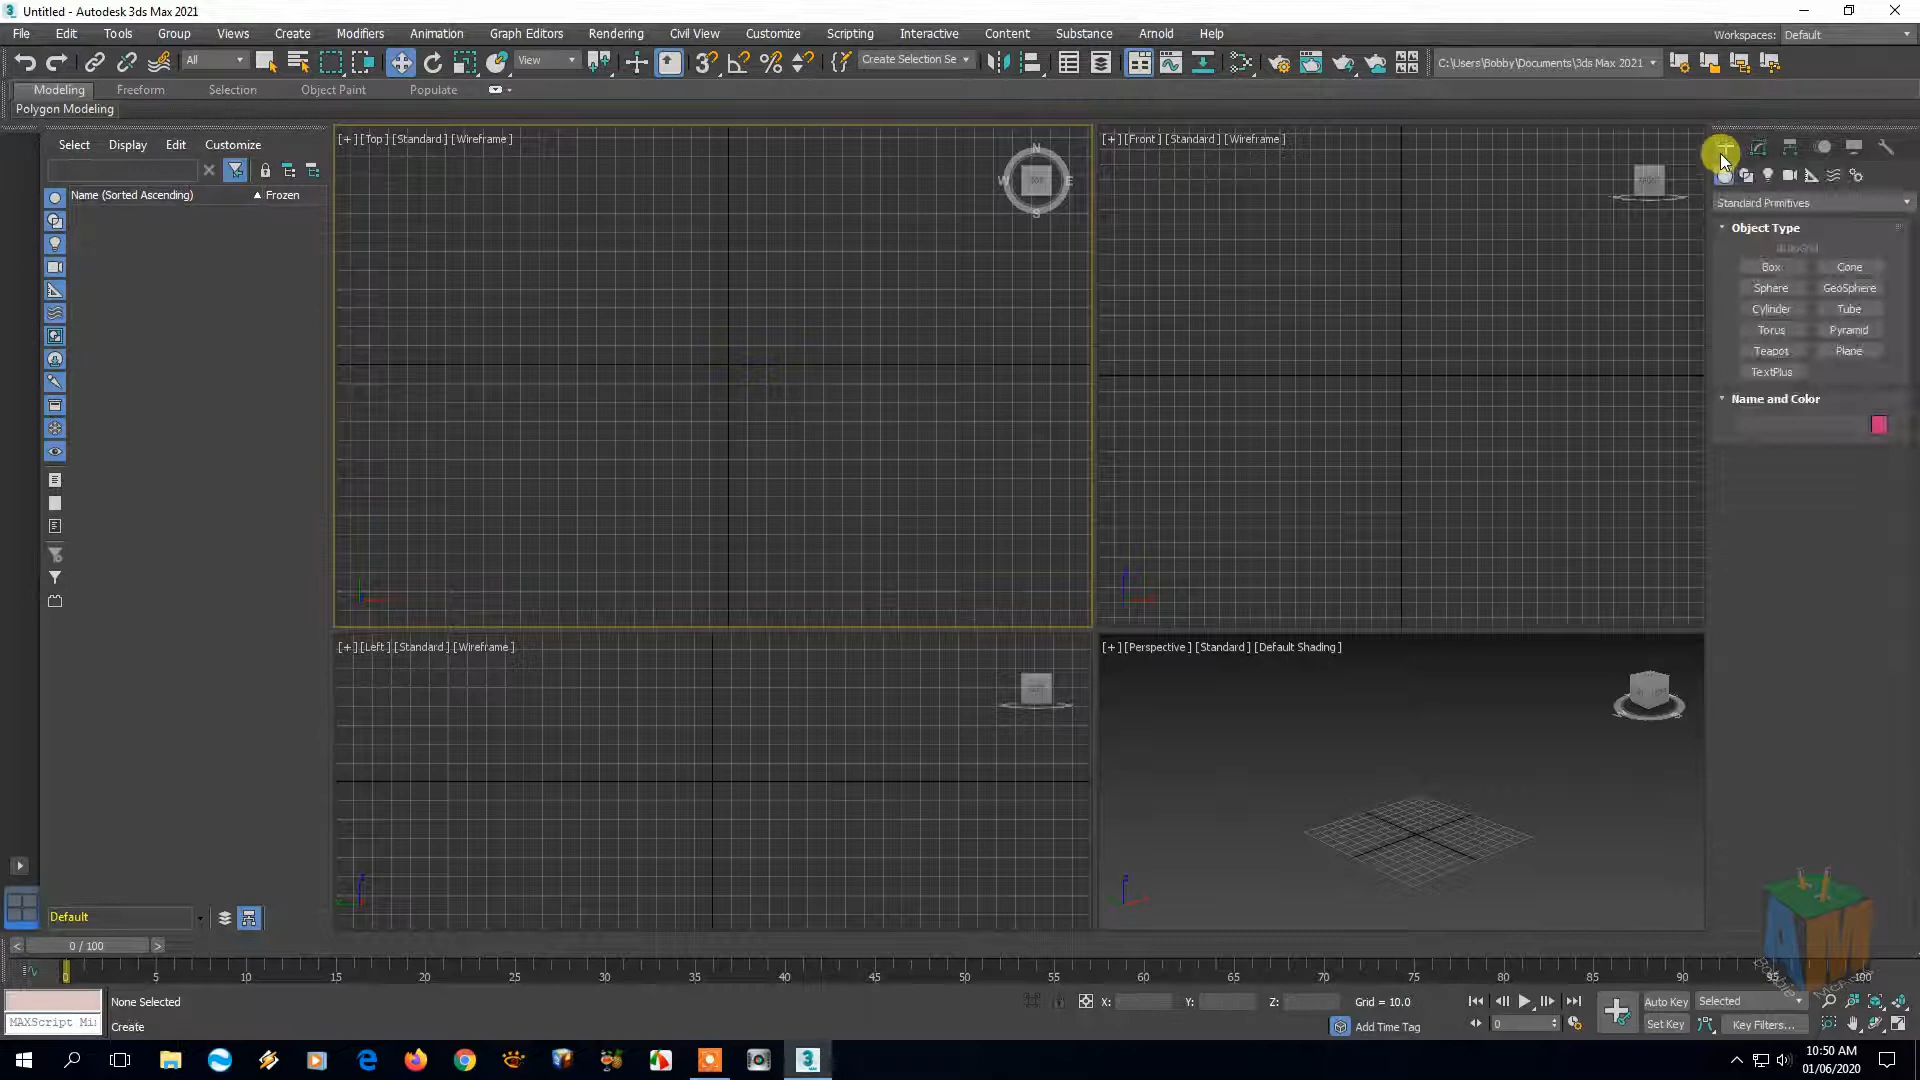 Untitled - Autodesk 3ds Max 2021
File Edit Tools Group Views Create Modifiers Animation Graph Editors Rendering Civil View Customize Scripting Interactive Content Substance Arnold Help
Workspaces: Default
All View Create Selection Se C:\Users\Bobby\Documents\3ds Max 2021
Modeling Freeform Selection Object Paint Populate
Polygon Modeling
Select Display Edit Customize
Name (Sorted Ascending) Frozen
[+] [Top] [Standard] [Wireframe]
N
W E
S
TOP
[+] [Front] [Standard] [Wireframe]
FRONT
Standard Primitives
Object Type
AutoGrid
Box Cone
Sphere GeoSphere
Cylinder Tube
Torus Pyramid
Teapot Plane
TextPlus
Name and Color
[+] [Left] [Standard] [Wireframe]
[+] [Perspective] [Standard] [Default Shading]
Default
0 / 100
0 5 10 15 20 25 30 35 40 45 50 55 60 65 70 75 80 85 90 95 100
None Selected
X: Y: Z: Grid = 10.0
Auto Key Selected
MAXScript Mi
Create
Add Time Tag
0
Set Key Key Filters...
10:50 AM
01/06/2020